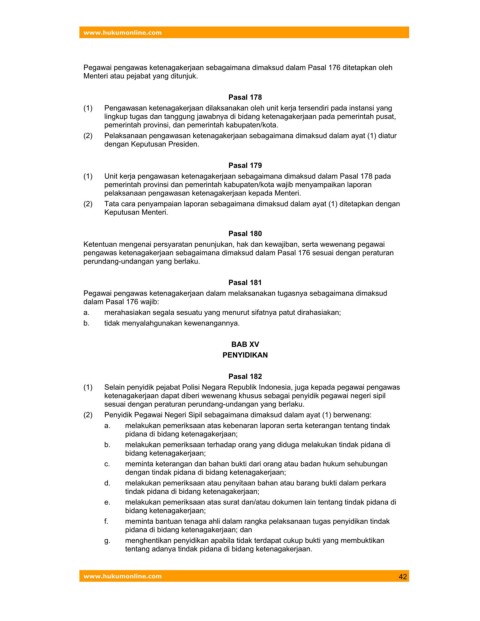 www.hukumonline.com
Pegawai pengawas ketenagakerjaan sebagaimana dimaksud dalam Pasal 176 ditetapkan oleh
Menteri atau pejabat yang ditunjuk.
Pasal 178
(1) Pengawasan ketenagakerjaan dilaksanakan oleh unit kerja tersendiri pada instansi yang
lingkup tugas dan tanggung jawabnya di bidang ketenagakerjaan pada pemerintah pusat,
pemerintah provinsi, dan pemerintah kabupaten/kota.
(2) Pelaksanaan pengawasan ketenagakerjaan sebagaimana dimaksud dalam ayat (1) diatur
dengan Keputusan Presiden.
Pasal 179
(1) Unit kerja pengawasan ketenagakerjaan sebagaimana dimaksud dalam Pasal 178 pada
pemerintah provinsi dan pemerintah kabupaten/kota wajib menyampaikan laporan
pelaksanaan pengawasan ketenagakerjaan kepada Menteri.
(2) Tata cara penyampaian laporan sebagaimana dimaksud dalam ayat (1) ditetapkan dengan
Keputusan Menteri.
Pasal 180
Ketentuan mengenai persyaratan penunjukan, hak dan kewajiban, serta wewenang pegawai
pengawas ketenagakerjaan sebagaimana dimaksud dalam Pasal 176 sesuai dengan peraturan
perundang-undangan yang berlaku.
Pasal 181
Pegawai pengawas ketenagakerjaan dalam melaksanakan tugasnya sebagaimana dimaksud
dalam Pasal 176 wajib:
a. merahasiakan segala sesuatu yang menurut sifatnya patut dirahasiakan;
b. tidak menyalahgunakan kewenangannya.
BAB XV
PENYIDIKAN
Pasal 182
(1) Selain penyidik pejabat Polisi Negara Republik Indonesia, juga kepada pegawai pengawas
ketenagakerjaan dapat diberi wewenang khusus sebagai penyidik pegawai negeri sipil
sesuai dengan peraturan perundang-undangan yang berlaku.
(2) Penyidik Pegawai Negeri Sipil sebagaimana dimaksud dalam ayat (1) berwenang:
a. melakukan pemeriksaan atas kebenaran laporan serta keterangan tentang tindak
pidana di bidang ketenagakerjaan;
b. melakukan pemeriksaan terhadap orang yang diduga melakukan tindak pidana di
bidang ketenagakerjaan;
c. meminta keterangan dan bahan bukti dari orang atau badan hukum sehubungan
dengan tindak pidana di bidang ketenagakerjaan;
d. melakukan pemeriksaan atau penyitaan bahan atau barang bukti dalam perkara
tindak pidana di bidang ketenagakerjaan;
e. melakukan pemeriksaan atas surat dan/atau dokumen lain tentang tindak pidana di
bidang ketenagakerjaan;
f. meminta bantuan tenaga ahli dalam rangka pelaksanaan tugas penyidikan tindak
pidana di bidang ketenagakerjaan; dan
g. menghentikan penyidikan apabila tidak terdapat cukup bukti yang membuktikan
tentang adanya tindak pidana di bidang ketenagakerjaan.
www.hukumonline.com 42